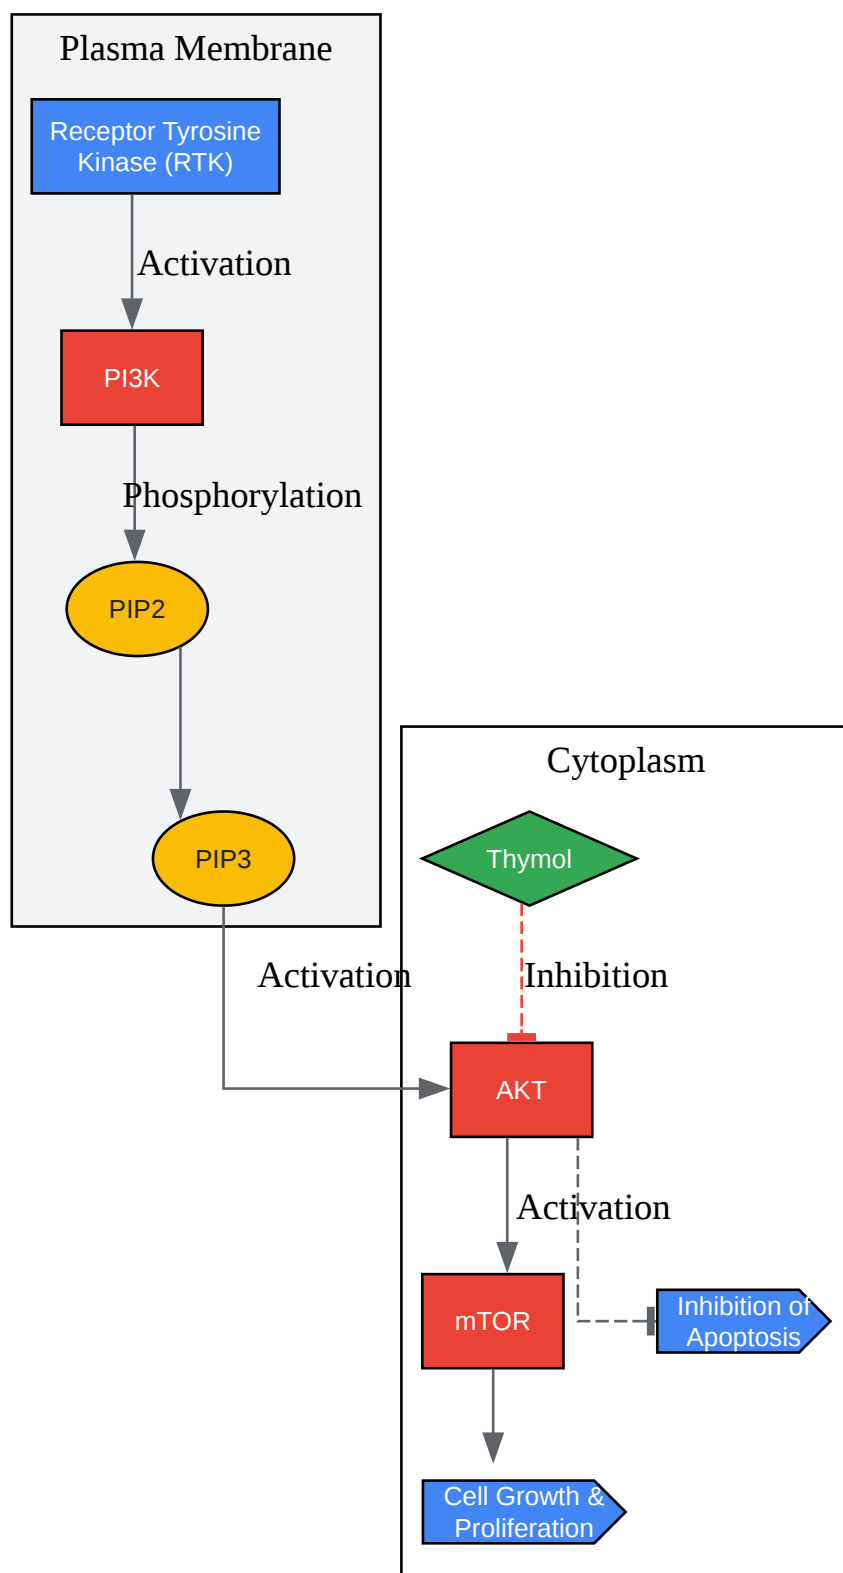 Plasma Membrane
Receptor Tyrosine
Kinase (RTK)
Activation
PI3K
Phosphorylation
PIP2
PIP3
Cytoplasm
Thymol
Activation
Inhibition
AKT
Activation
mTOR
Inhibition of
Apoptosis
Cell Growth &
Proliferation